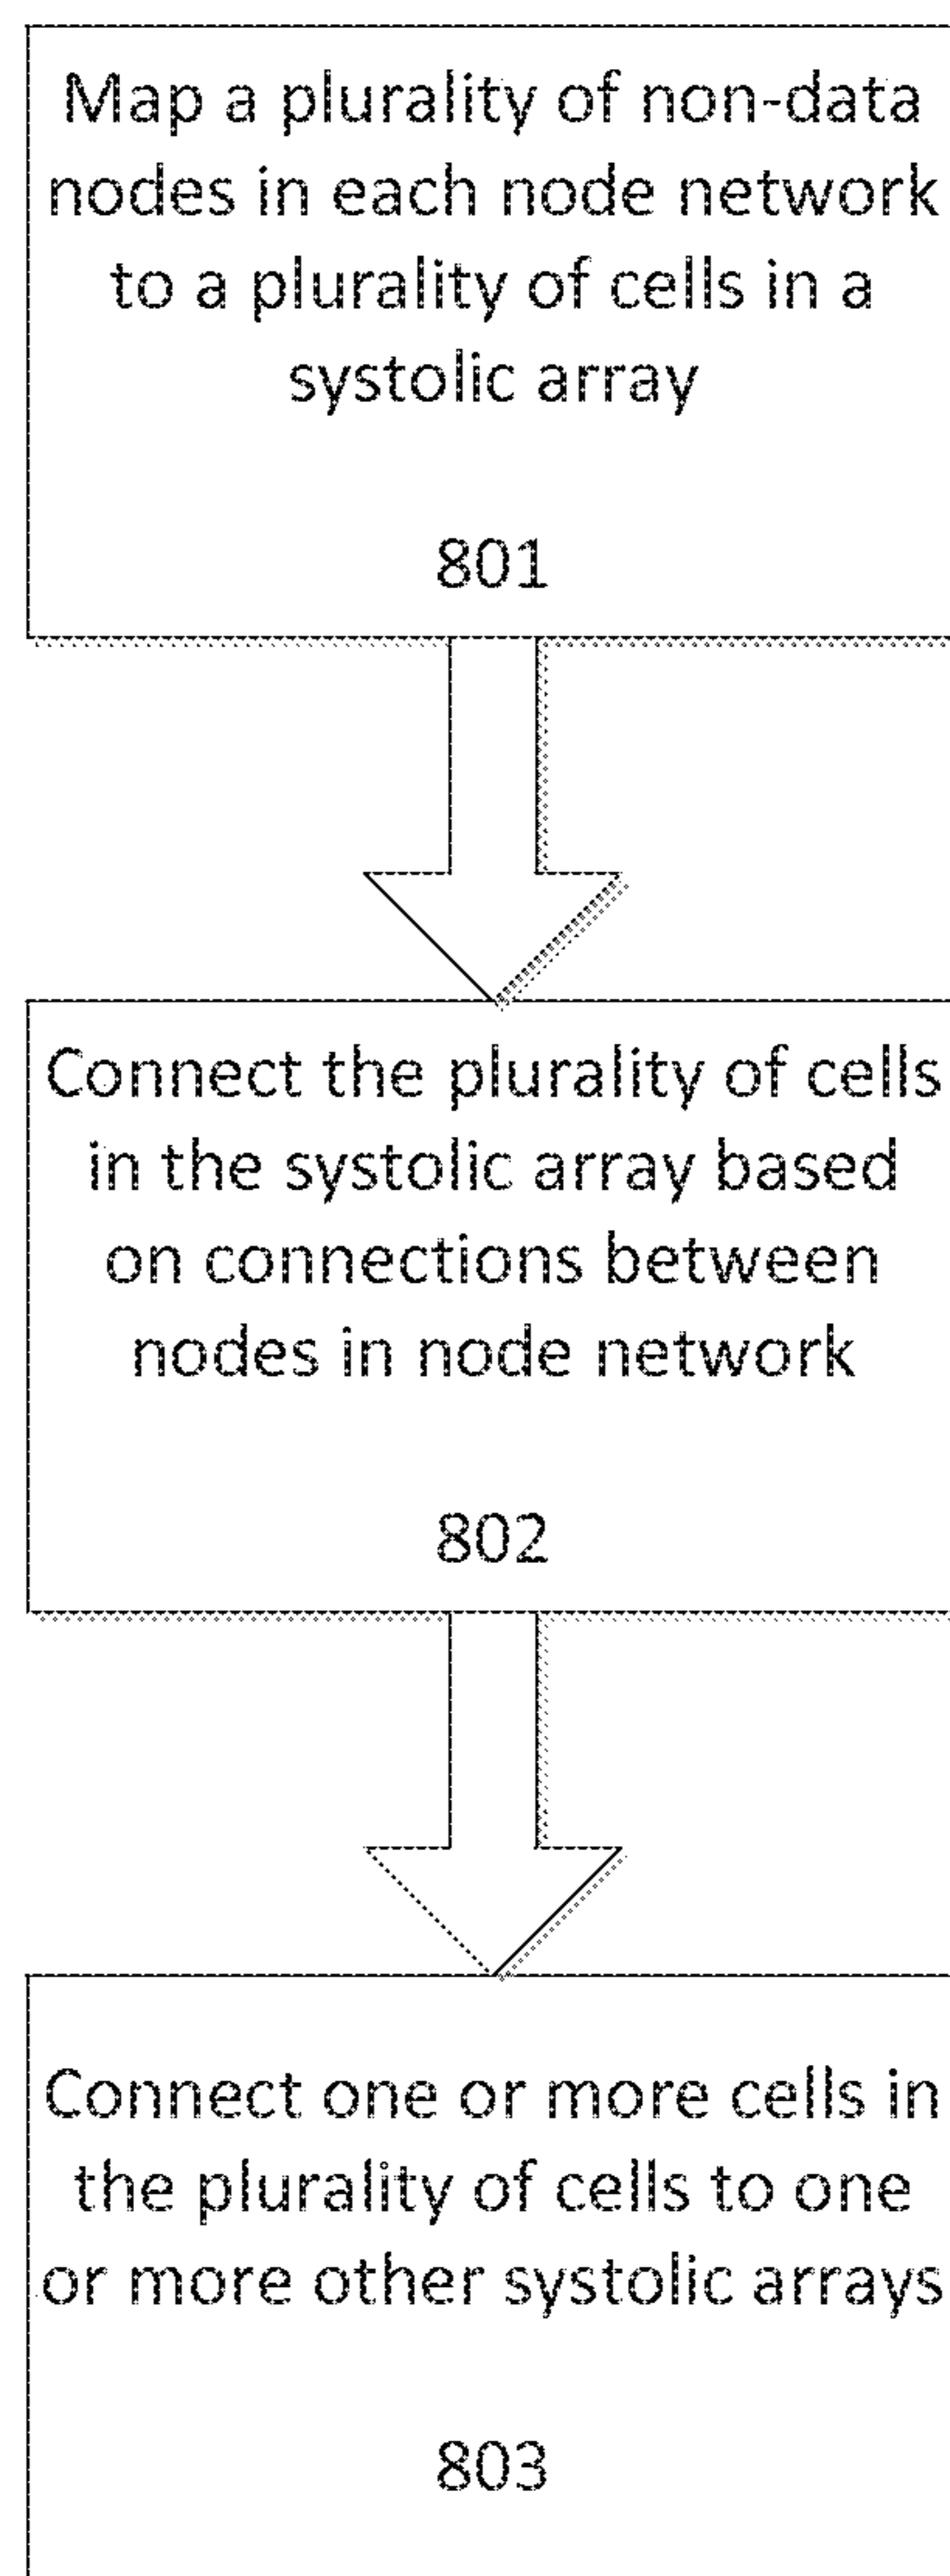 Map a plurality of non-data
nodes in each node network
to a plurality of cells in a
systolic array
801
Connect the plurality of cells
in the systolic array based
on connections between
nodes in node network
802
Connect one or more cells in
the plurality of cells to one
or more other systolic arrays
803